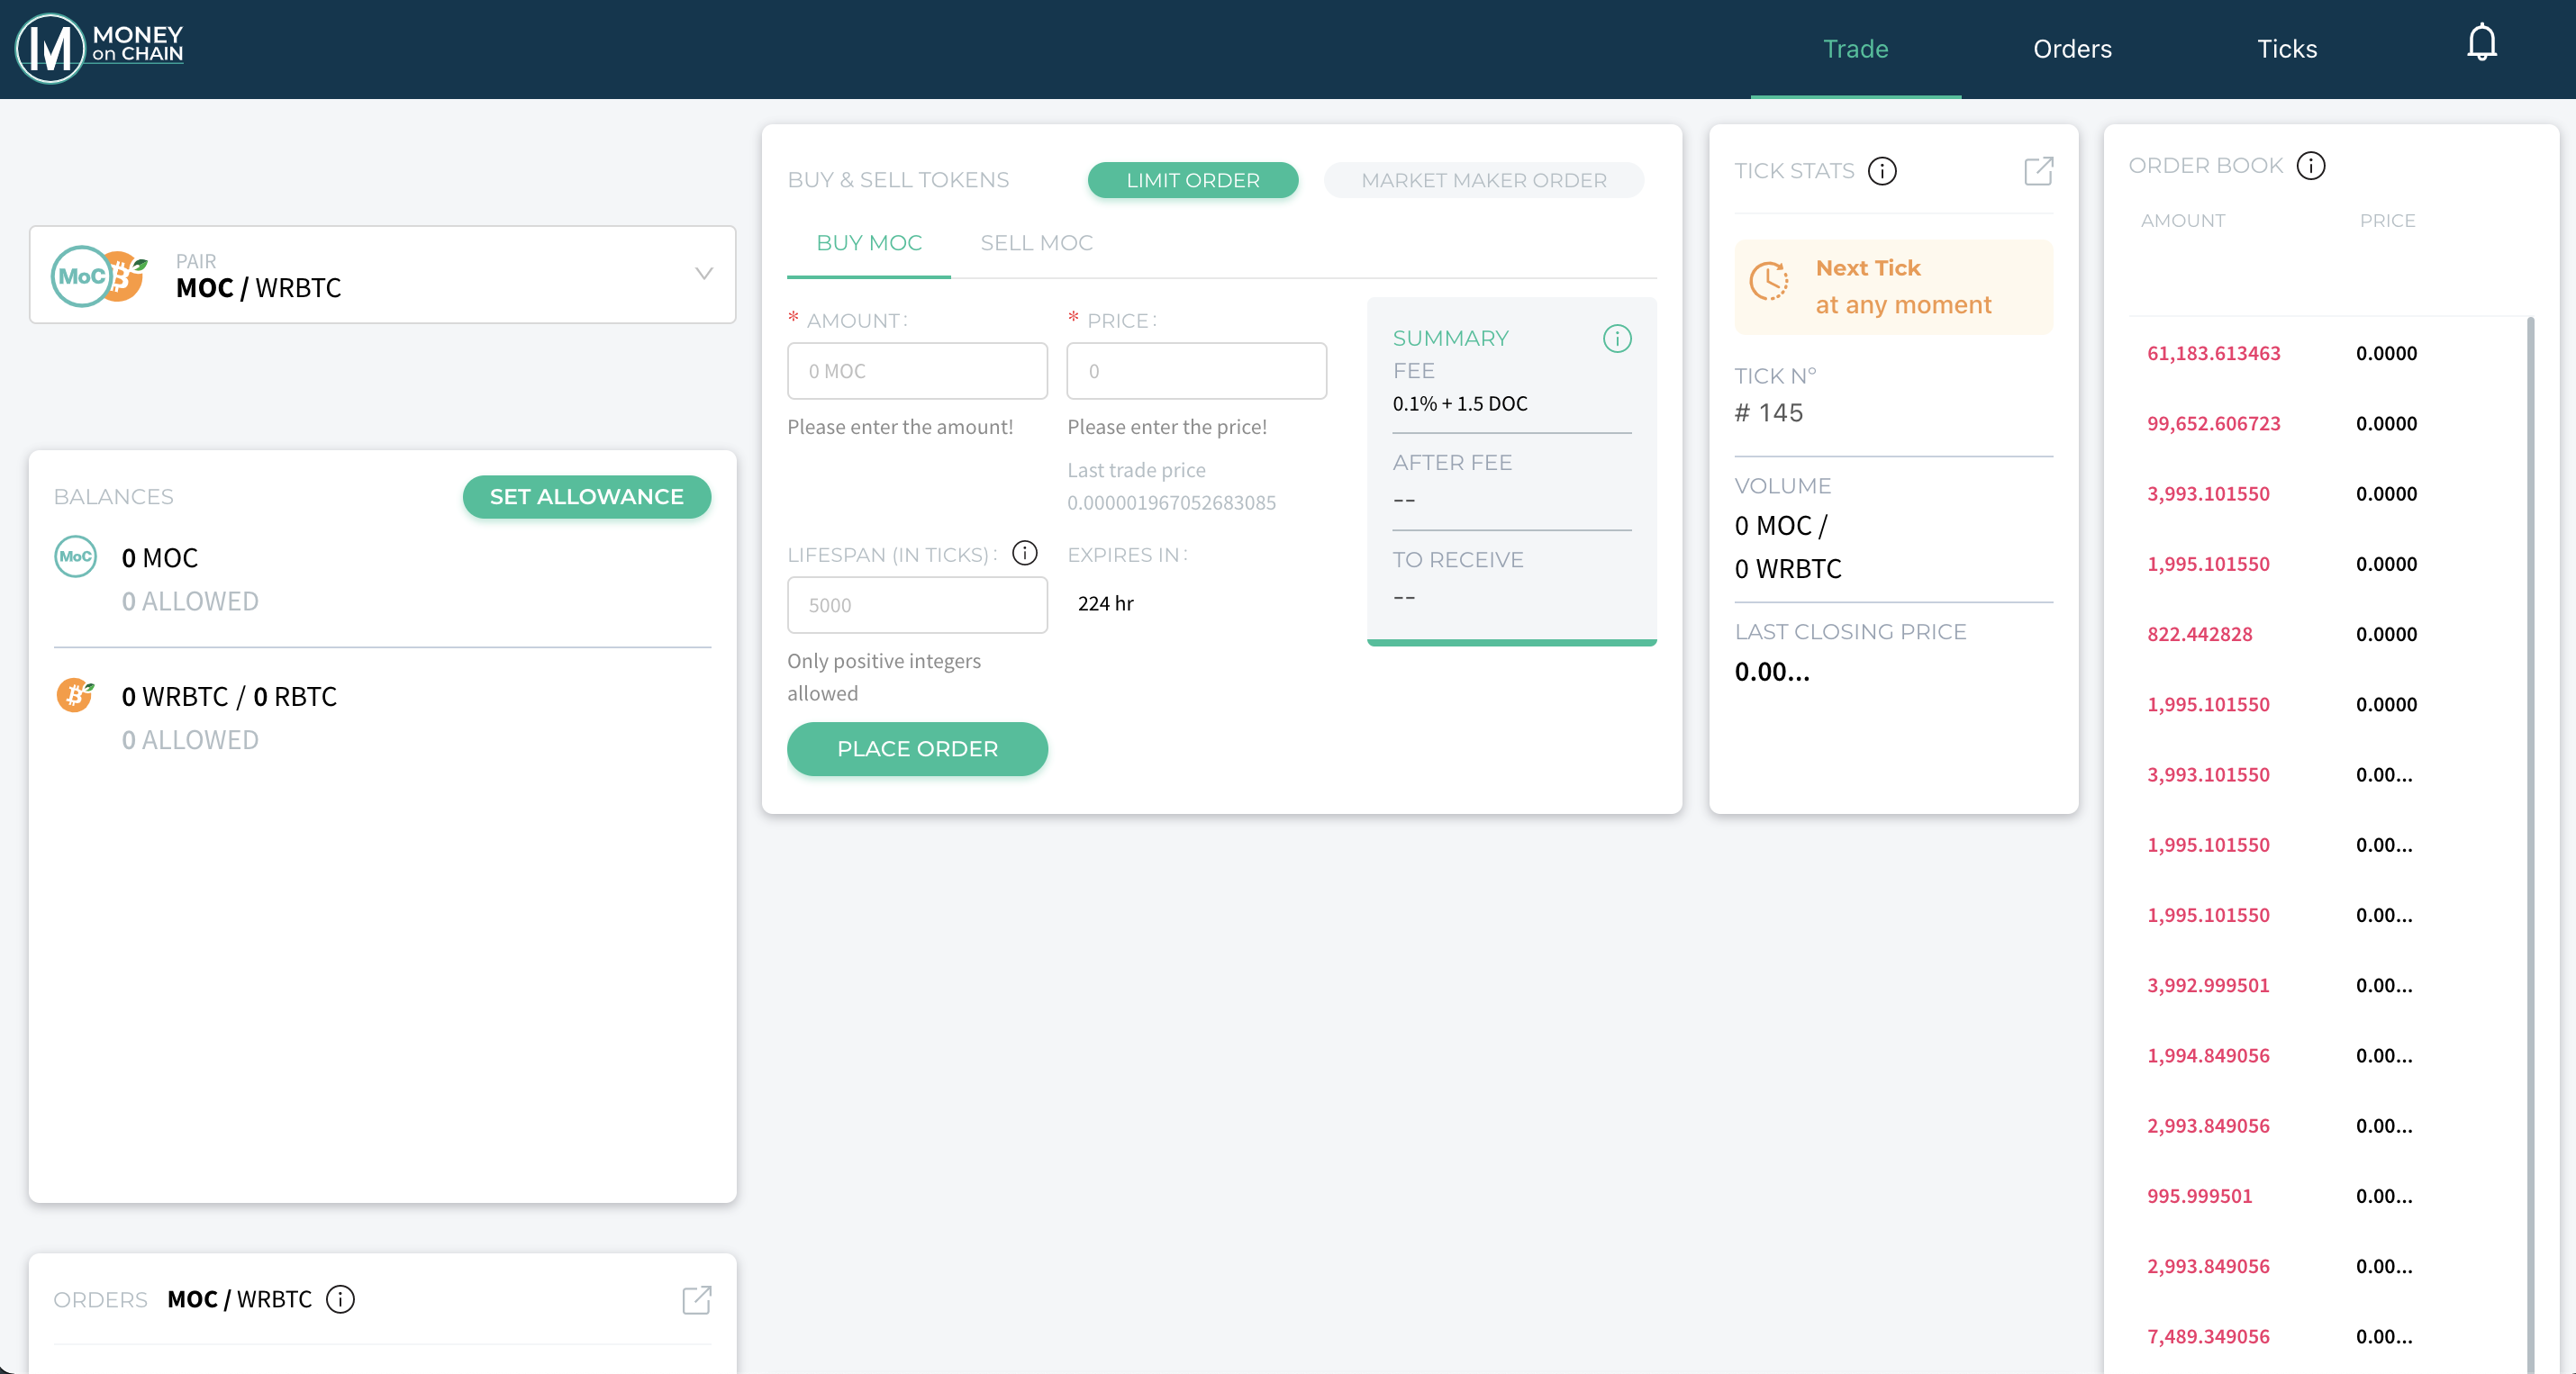 MONEY
on CHAIN
Trade
Orders
Ticks
MoC
PAIR
MOC / WRBTC
BALANCES
SET ALLOWANCE
MoC
0 MOC
0 ALLOWED
0 WRBTC / 0 RBTC
0 ALLOWED
ORDERS MOC / WRBTC
BUY & SELL TOKENS
LIMIT ORDER
MARKET MAKER ORDER
BUY MOC
SELL MOC
* AMOUNT:
0 MOC
Please enter the amount!
* PRICE:
0
Please enter the price!
Last trade price
0.000001967052683085
LIFESPAN (IN TICKS):
5000
Only positive integers
allowed
EXPIRES IN:
224 hr
PLACE ORDER
SUMMARY
FEE
0.1% + 1.5 DOC
AFTER FEE
--
TO RECEIVE
--
TICK STATS
Next Tick
at any moment
TICK Nº
# 145
VOLUME
0 MOC /
0 WRBTC
LAST CLOSING PRICE
0.00...
ORDER BOOK
AMOUNT PRICE
61,183.613463 0.0000
99,652.606723 0.0000
3,993.101550 0.0000
1,995.101550 0.0000
822.442828 0.0000
1,995.101550 0.0000
3,993.101550 0.00...
1,995.101550 0.00...
1,995.101550 0.00...
3,992.999501 0.00...
1,994.849056 0.00...
2,993.849056 0.00...
995.999501 0.00...
2,993.849056 0.00...
7,489.349056 0.00...